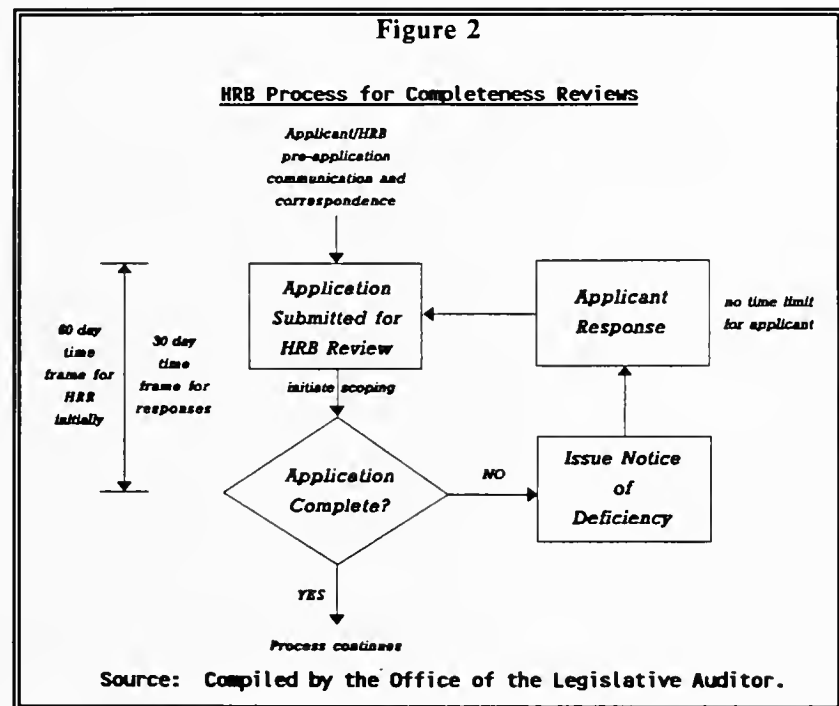 Figure 2
HRB Process for Completeness Reviews
Applicant/HRB
pre-application
communication and
correspondence
Application
Submitted for
HRB Review
Applicant
Response
no time limit
for applicant
60 day
time
frame for
HRR
initially
30 day
time
frame for
responses
initiate scoping
Application
Complete?
NO
Issue Notice
of
Deficiency
YES
Process continues
Source: Compiled by the Office of the Legislative Auditor.